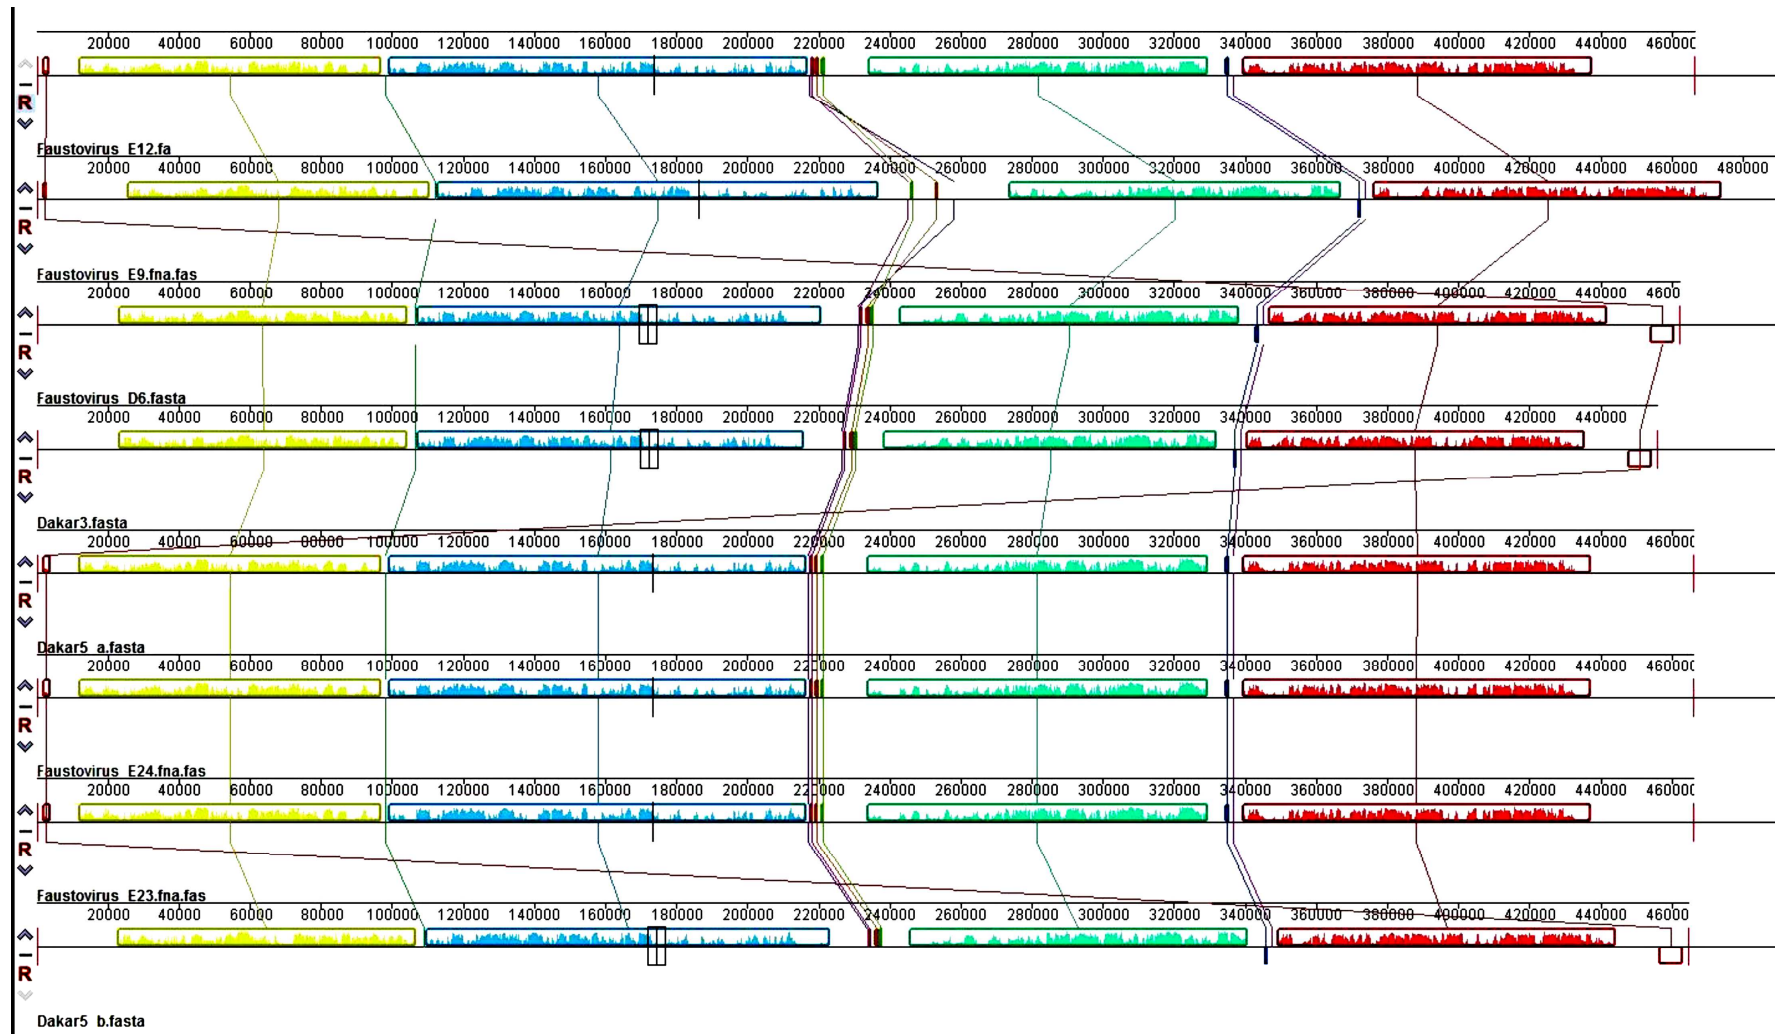 20000 40000 60000 80000 100000 120000 140000 160000 180000 200000 220000 240000 260000 280000 300000 320000 340000 360000 380000 400000 420000 440000 460000
R
Faustovirus_E12.fa
20000 40000 60000 80000 100000 120000 140000 160000 180000 200000 220000 240000 260000 280000 300000 320000 340000 360000 380000 400000 420000 440000 460000 480000
R
Faustovirus_E9.fna.fas
20000 40000 60000 80000 100000 120000 140000 160000 180000 200000 220000 240000 260000 280000 300000 320000 340000 360000 380000 400000 420000 440000 4600
R
Faustovirus_D6.fasta
20000 40000 60000 80000 100000 120000 140000 160000 180000 200000 220000 240000 260000 280000 300000 320000 340000 360000 380000 400000 420000 440000
R
Dakar3.fasta
20000 40000 60000 80000 100000 120000 140000 160000 180000 200000 220000 240000 260000 280000 300000 320000 340000 360000 380000 400000 420000 440000 460000
R
Dakar5_a.fasta
20000 40000 60000 80000 100000 120000 140000 160000 180000 200000 220000 240000 260000 280000 300000 320000 340000 360000 380000 400000 420000 440000 460000
R
Faustovirus_E24.fna.fas
20000 40000 60000 80000 100000 120000 140000 160000 180000 200000 220000 240000 260000 280000 300000 320000 340000 360000 380000 400000 420000 440000 460000
R
Faustovirus_E23.fna.fas
20000 40000 60000 80000 100000 120000 140000 160000 180000 200000 220000 240000 260000 280000 300000 320000 340000 360000 380000 400000 420000 440000 460000
R
Dakar5_b.fasta